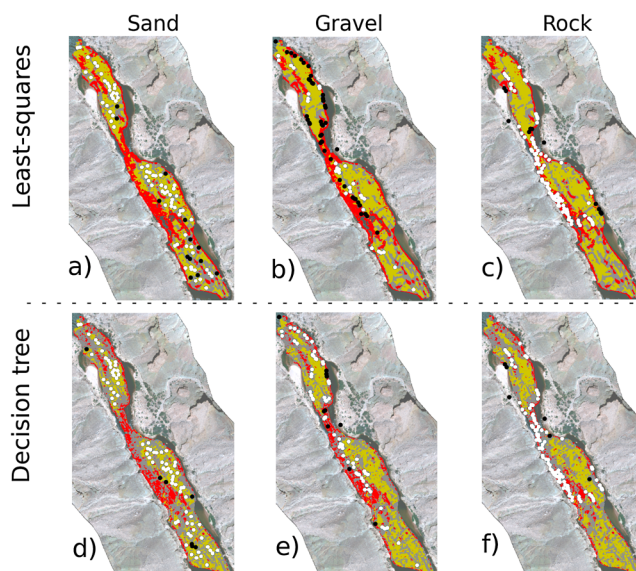 Sand Gravel Rock
Least-squares
a) b) c)
Decision tree
d) e) f)